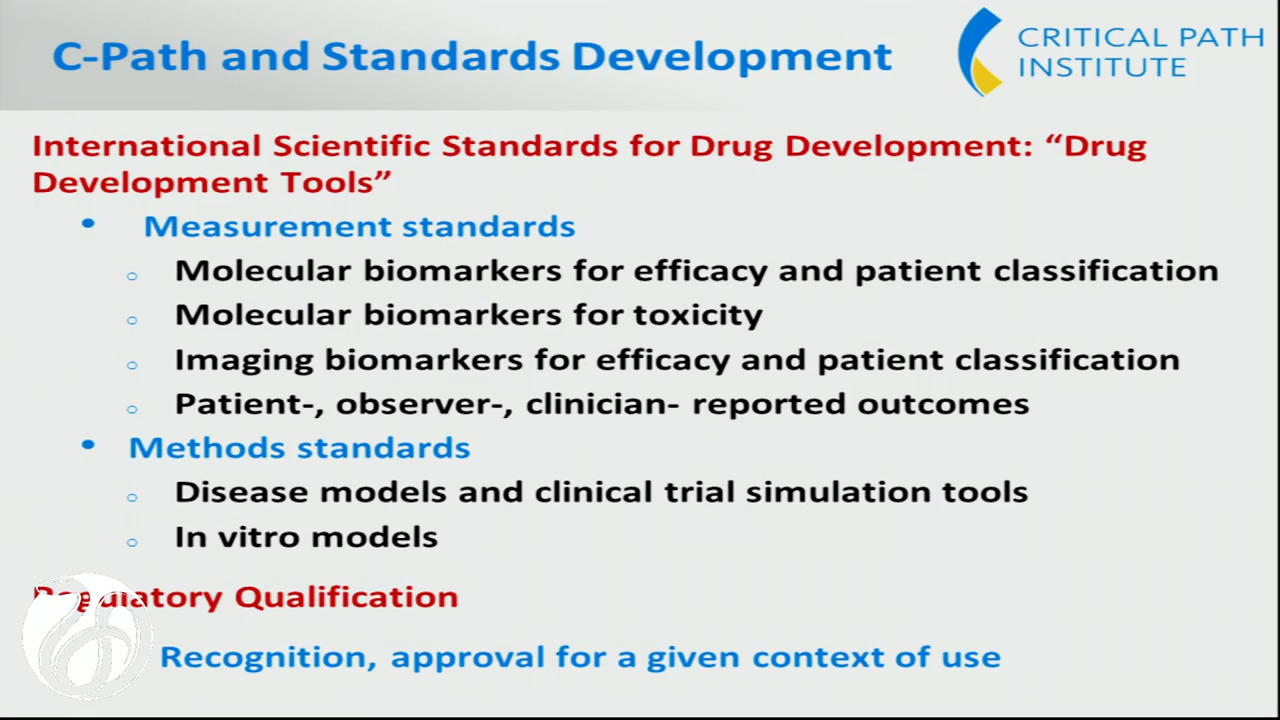 C-Path and Standards Development
CRITICAL PATH
INSTITUTE
International Scientific Standards for Drug Development: “Drug
Development Tools”
• Measurement standards
○ Molecular biomarkers for efficacy and patient classification
○ Molecular biomarkers for toxicity
○ Imaging biomarkers for efficacy and patient classification
○ Patient-, observer-, clinician- reported outcomes
• Methods standards
○ Disease models and clinical trial simulation tools
○ In vitro models
Regulatory Qualification
Recognition, approval for a given context of use